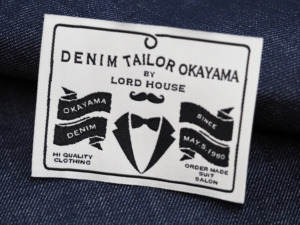 DENIM TAILOR OKAYAMA
BY
LORD HOUSE
OKAYAMA
DENIM
SINCE
MAY.5.1980
HI QUALITY
CLOTHING
ORDER MADE
SUIT
SALON